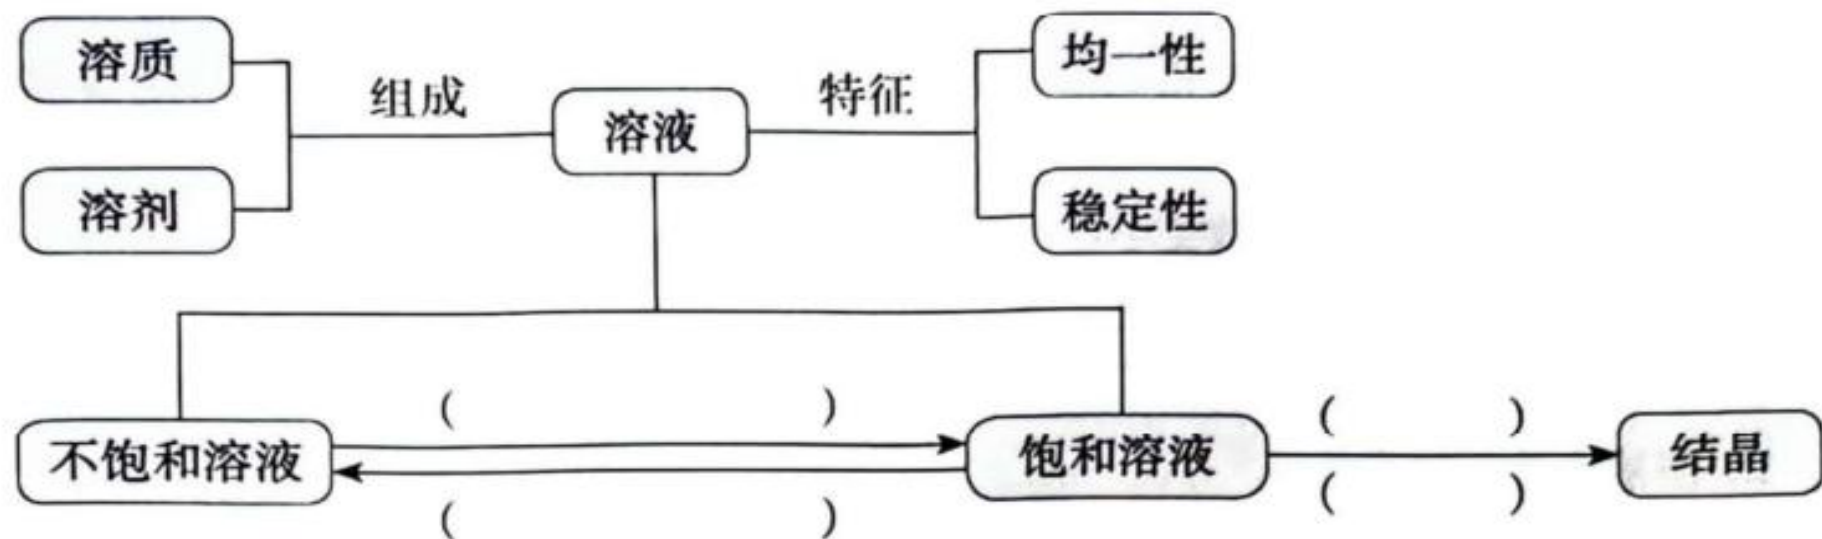 溶质
均一性
组成
特征
溶液
溶剂
稳定性
(          )
(      )
不饱和溶液
饱和溶液
结晶
(          )
(      )